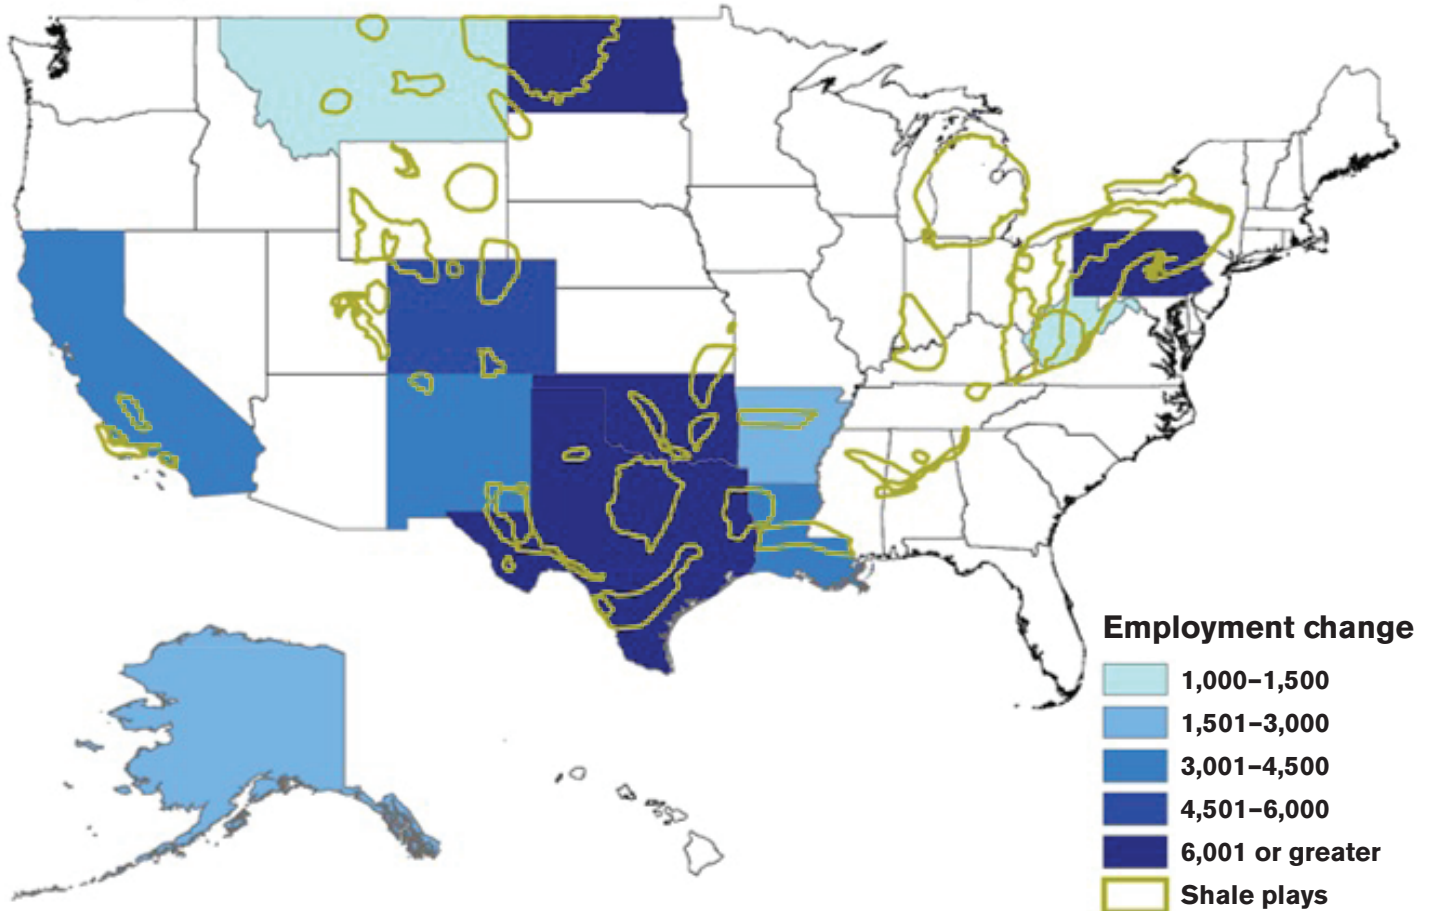 Employment change
1,000–1,500
1,501–3,000
3,001–4,500
4,501–6,000
6,001 or greater
Shale plays